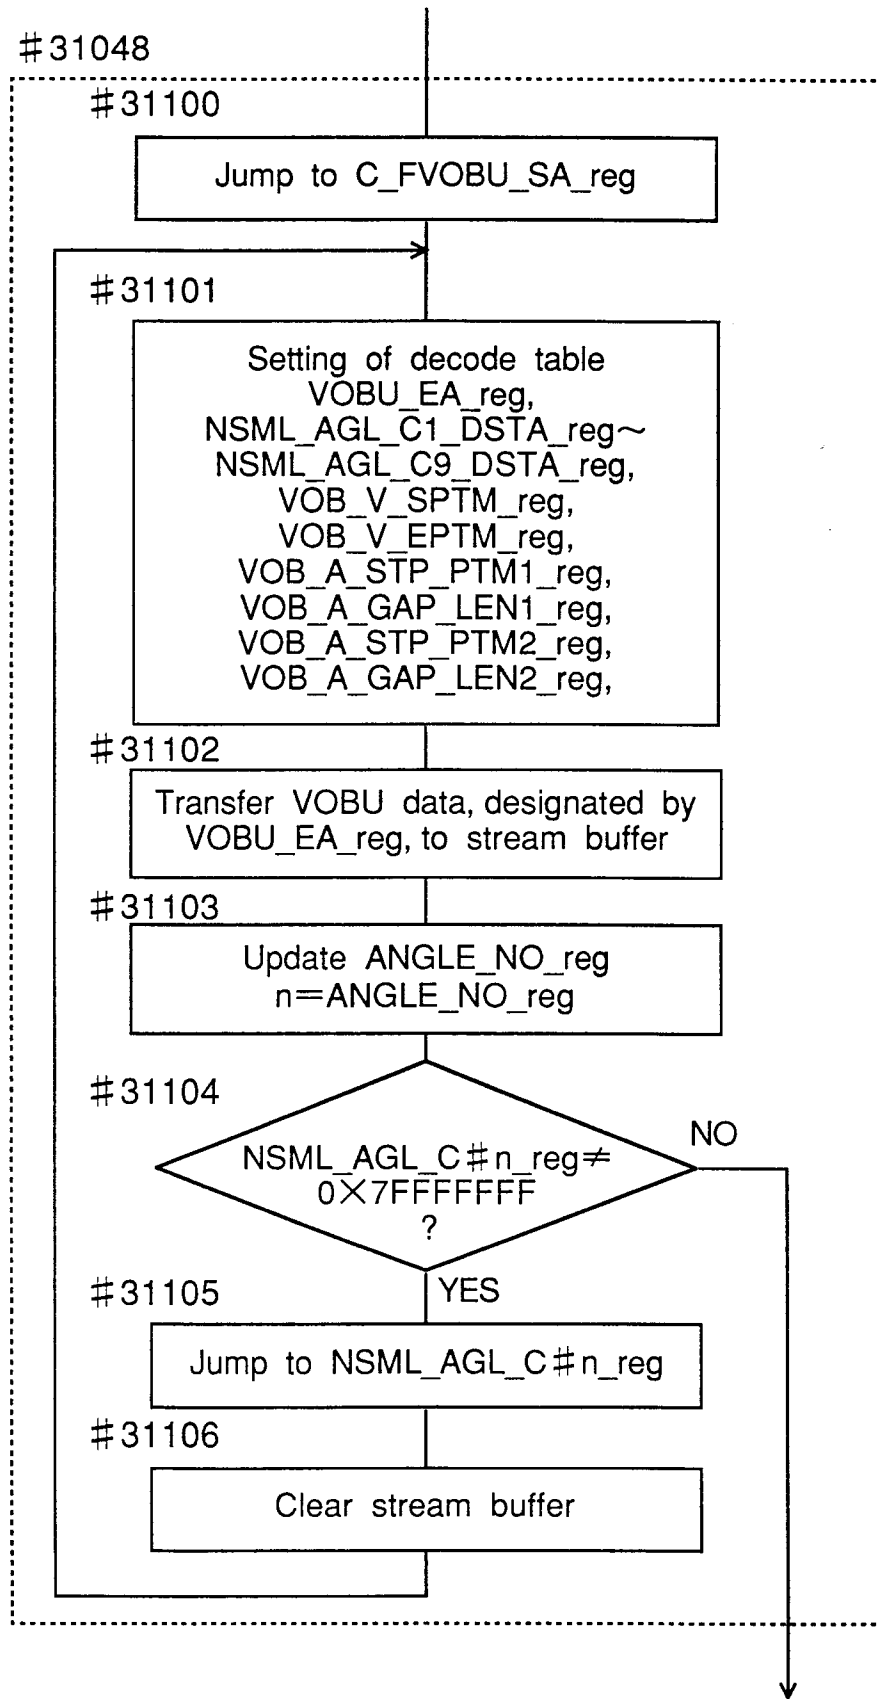 #31048
#31100
Jump to C_FVOBU_SA_reg
#31101
Setting of decode table
VOBU_EA_reg,
NSML_AGL_C1_DSTA_reg~
NSML_AGL_C9_DSTA_reg,
VOB_V_SPTM_reg,
VOB_V_EPTM_reg,
VOB_A_STP_PTM1_reg,
VOB_A_GAP_LEN1_reg,
VOB_A_STP_PTM2_reg,
VOB_A_GAP_LEN2_reg,
#31102
Transfer VOBU data, designated by
VOBU_EA_reg, to stream buffer
#31103
Update ANGLE_NO_reg
n=ANGLE_NO_reg
#31104
NSML_AGL_C#n_reg≠
0×7FFFFFFF
?
NO
YES
#31105
Jump to NSML_AGL_C#n_reg
#31106
Clear stream buffer